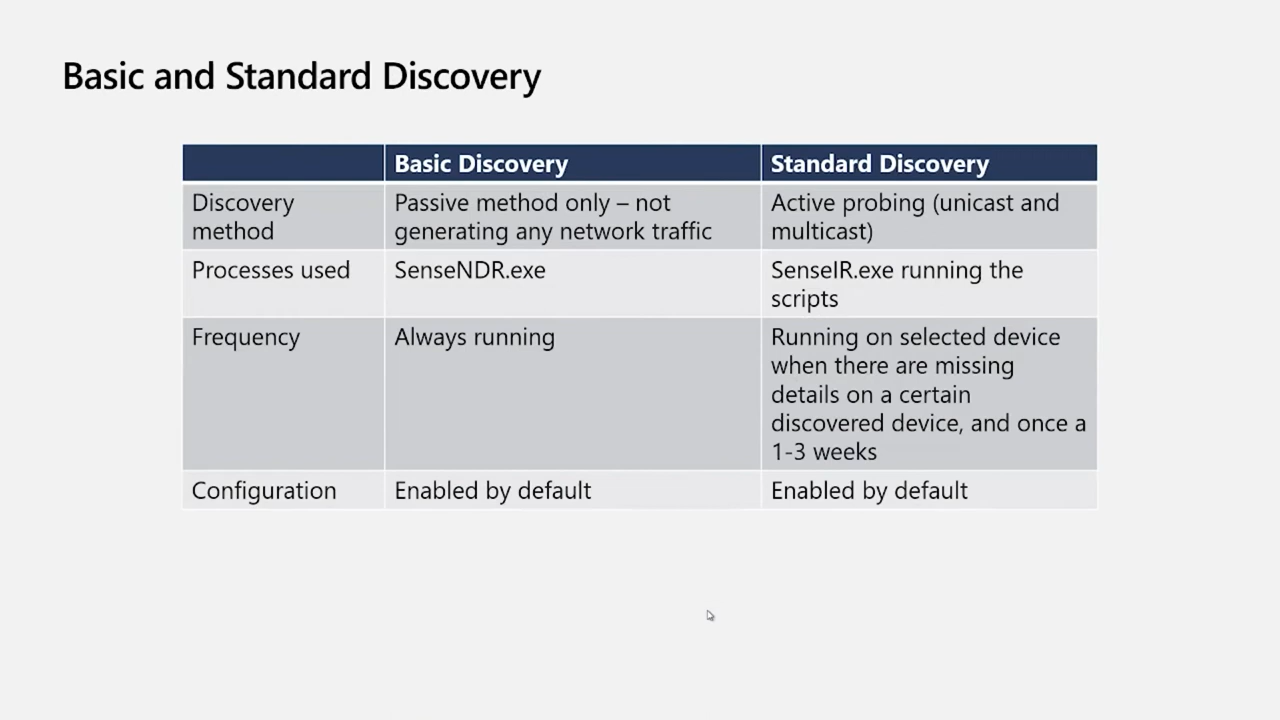 Basic and Standard Discovery
Basic Discovery
Standard Discovery
Discovery
method
Passive method only – not
generating any network traffic
Active probing (unicast and
multicast)
Processes used
SenseNDR.exe
SenseIR.exe running the
scripts
Frequency
Always running
Running on selected device
when there are missing
details on a certain
discovered device, and once a
1-3 weeks
Configuration
Enabled by default
Enabled by default